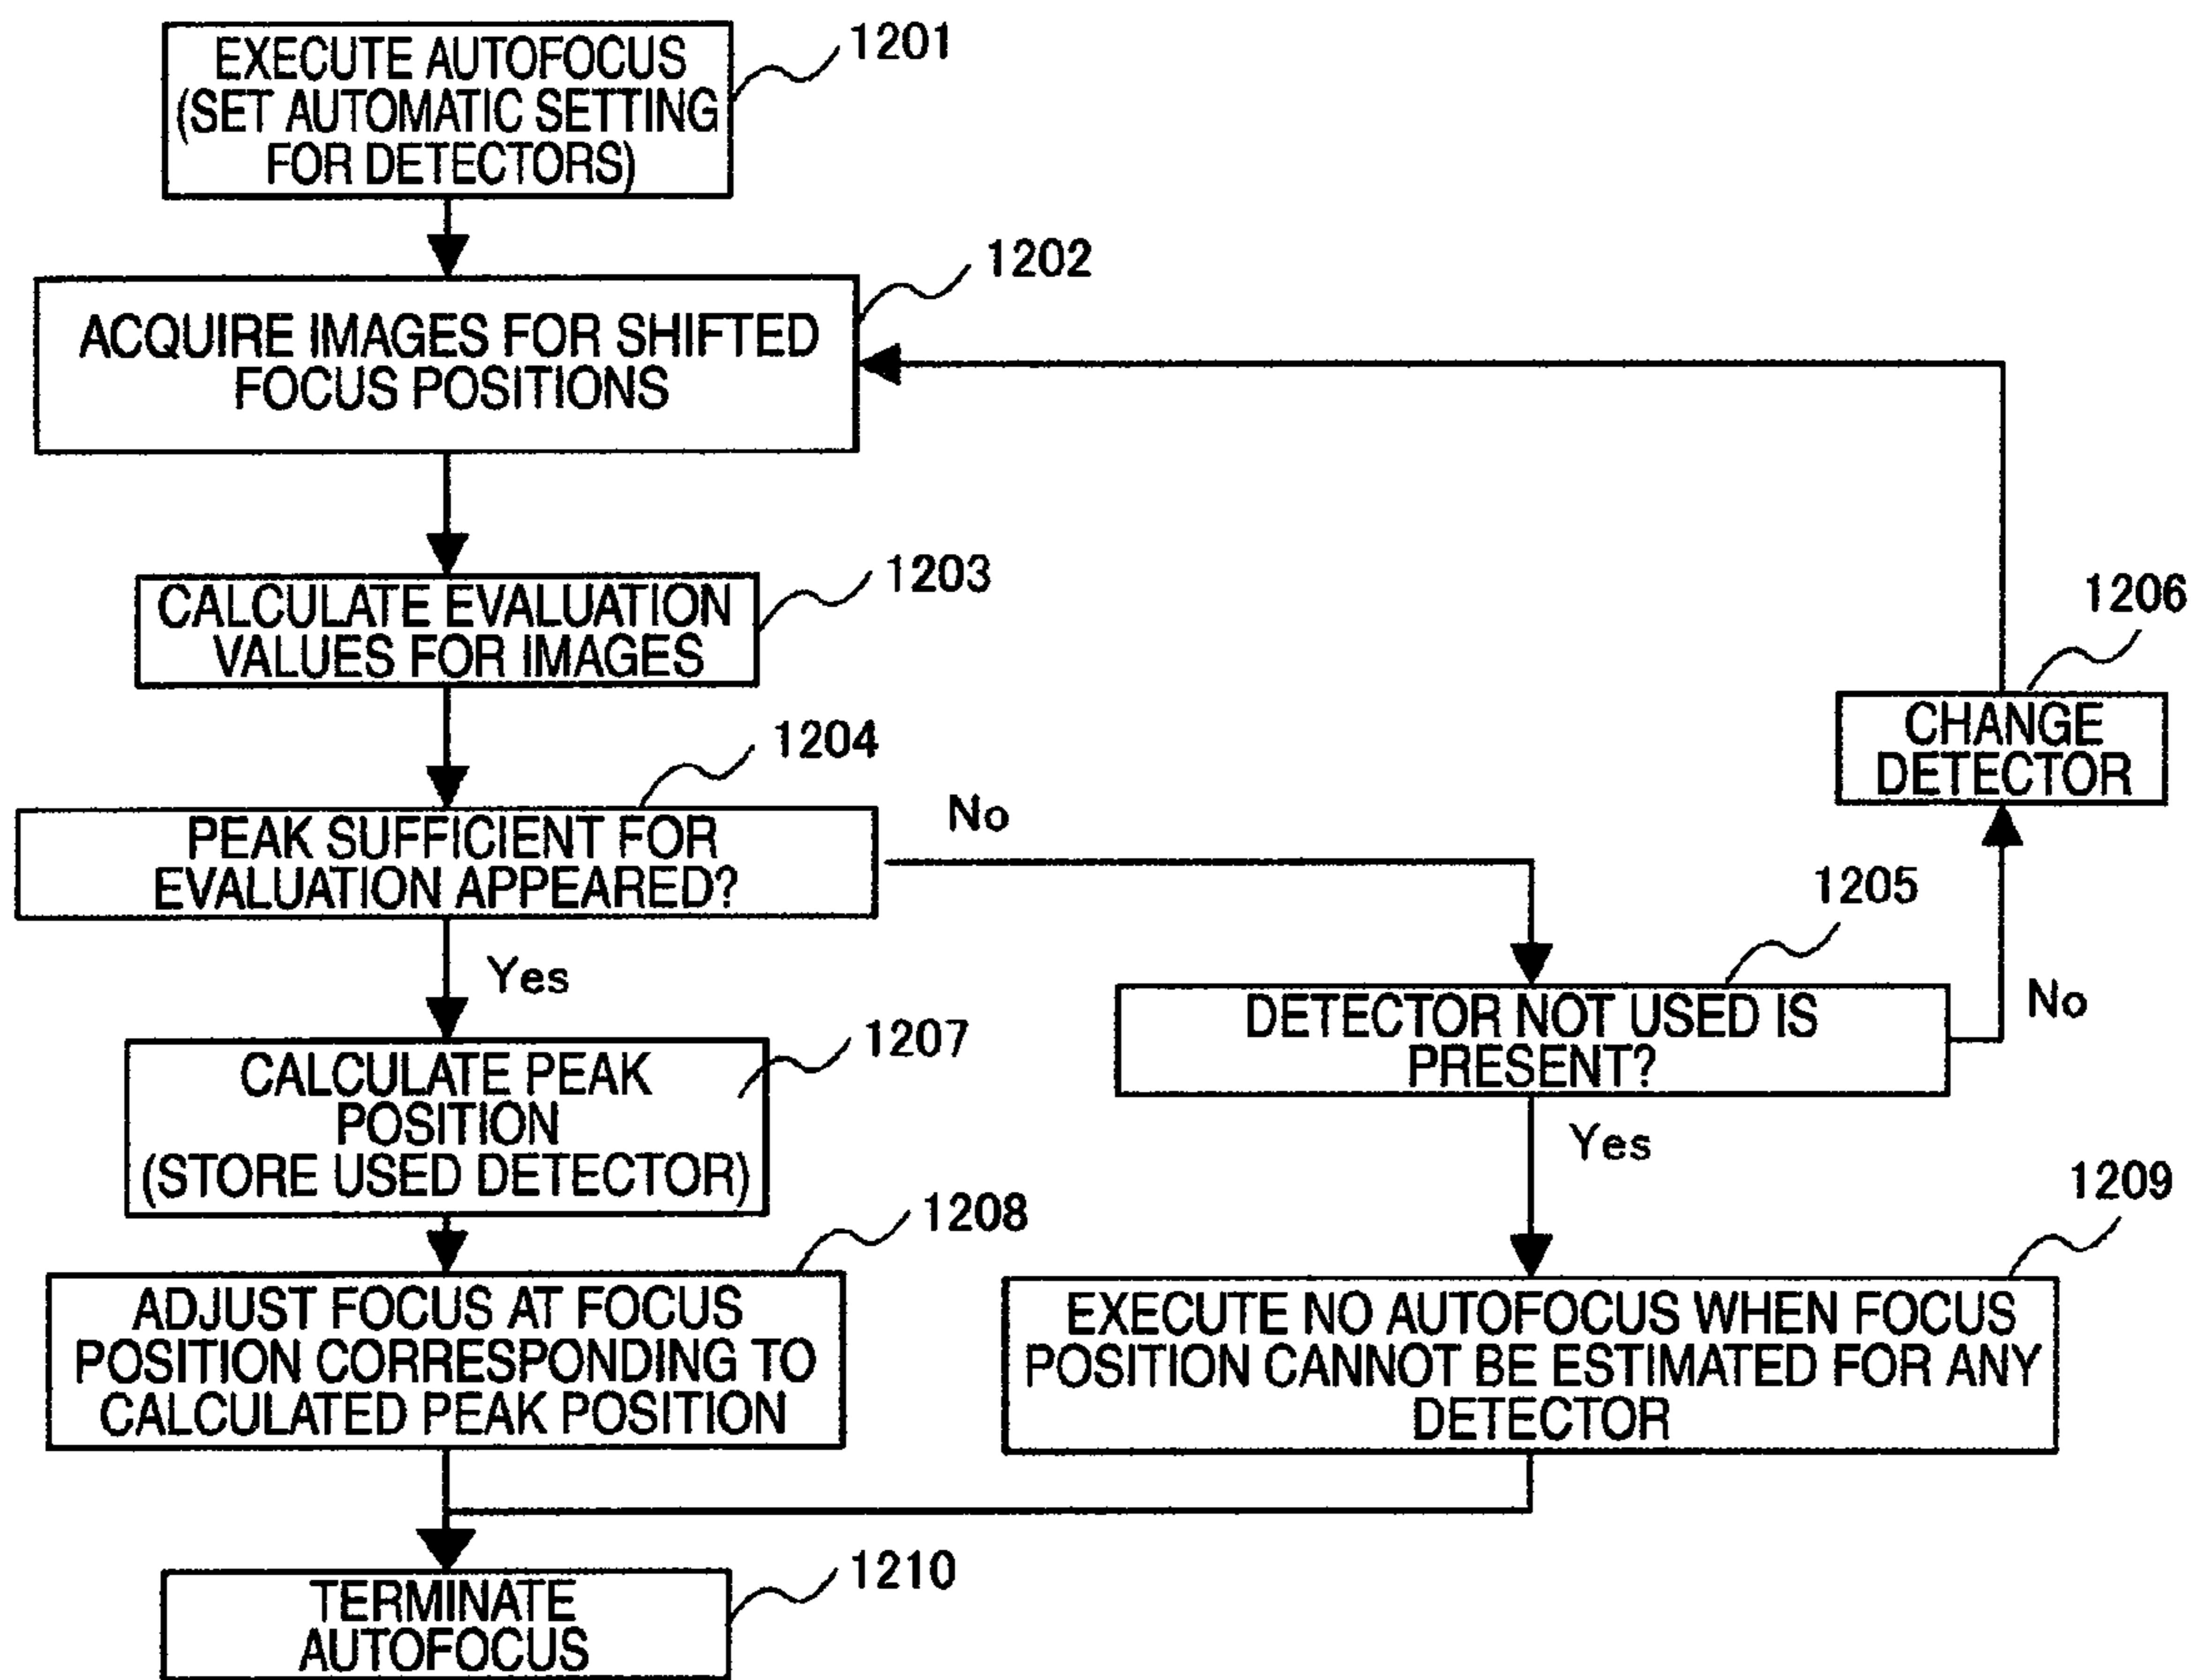 EXECUTE AUTOFOCUS
(SET AUTOMATIC SETTING
FOR DETECTORS)
1201
ACQUIRE IMAGES FOR SHIFTED
FOCUS POSITIONS
1202
CALCULATE EVALUATION
VALUES FOR IMAGES
1203
PEAK SUFFICIENT FOR
EVALUATION APPEARED?
1204
No
Yes
DETECTOR NOT USED IS
PRESENT?
1205
No
Yes
CHANGE
DETECTOR
1206
CALCULATE PEAK
POSITION
(STORE USED DETECTOR)
1207
ADJUST FOCUS AT FOCUS
POSITION CORRESPONDING TO
CALCULATED PEAK POSITION
1208
EXECUTE NO AUTOFOCUS WHEN FOCUS
POSITION CANNOT BE ESTIMATED FOR ANY
DETECTOR
1209
TERMINATE
AUTOFOCUS
1210